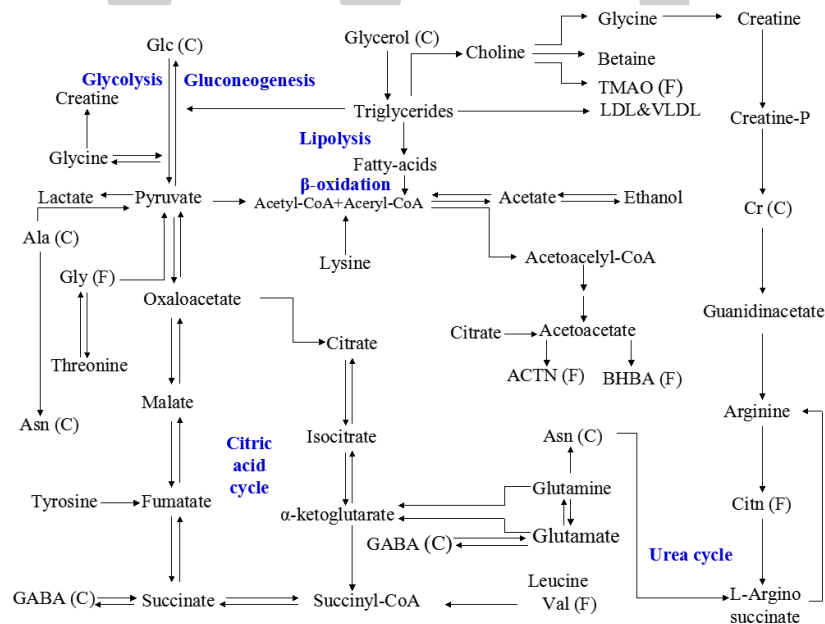 Glycine
Creatine
Glc (C)
Glycerol (C)
Choline
Betaine
Glycolysis
Gluconeogenesis
TMAO (F)
Creatine
Triglycerides
LDL&VLDL
Creatine-P
Lipolysis
Glycine
Fatty-acids
β-oxidation
Lactate
Pyruvate
Acetyl-CoA+Aceryl-CoA
Acetate
Ethanol
Cr (C)
Ala (C)
Lysine
Acetoacelyl-CoA
Gly (F)
Oxaloacetate
Guanidinacetate
Citrate
Citrate
Acetoacetate
Threonine
ACTN (F)
BHBA (F)
Malate
Arginine
Asn (C)
Isocitrate
Asn (C)
Citric
acid
cycle
Tyrosine
Fumatate
Glutamine
Citn (F)
α-ketoglutarate
GABA (C)
Glutamate
Urea cycle
GABA (C)
Succinate
Succinyl-CoA
Leucine
Val (F)
L-Argino
succinate